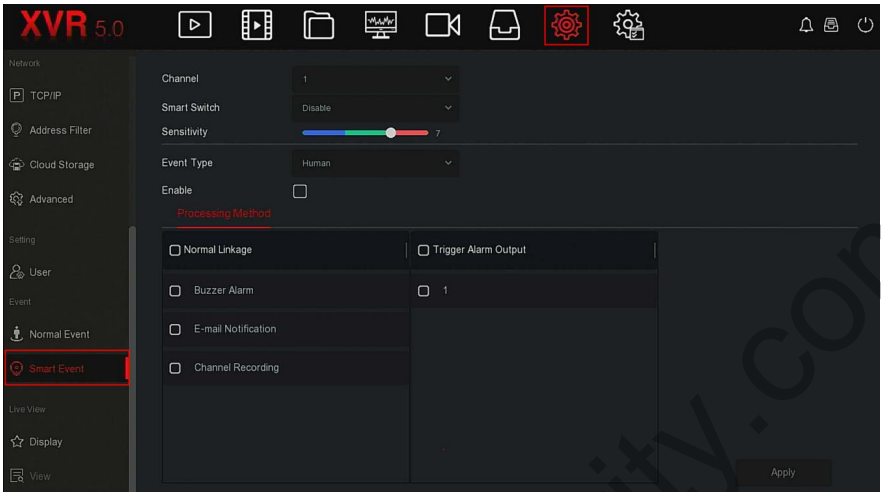 XVR 5.0
Network
TCP/IP
Address Filter
Cloud Storage
Advanced
Setting
User
Event
Normal Event
Smart Event
Live View
Display
View
Channel 1
Smart Switch Disable
Sensitivity 7
Event Type Human
Enable
Processing Method
Normal Linkage Trigger Alarm Output
Buzzer Alarm 1
E-mail Notification
Channel Recording
Apply